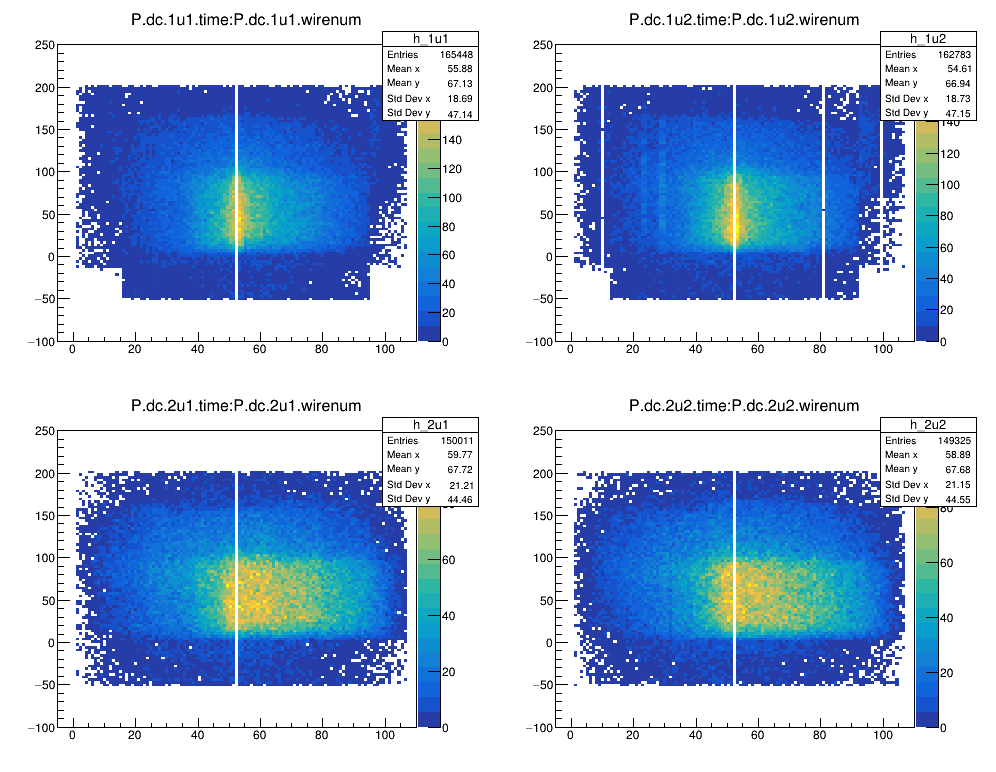 P.dc.1u1.time:P.dc.1u1.wirenum
h_1u1
Entries 165448
Mean x 55.88
Mean y 67.13
Std Dev x 18.69
Std Dev y 47.14
250
200
150
100
50
0
−50
−100
0 20 40 60 80 100
140
120
100
80
60
40
20
0
P.dc.1u2.time:P.dc.1u2.wirenum
h_1u2
Entries 162783
Mean x 54.61
Mean y 66.94
Std Dev x 18.73
Std Dev y 47.15
250
200
150
100
50
0
−50
−100
0 20 40 60 80 100
140
120
100
80
60
40
20
0
P.dc.2u1.time:P.dc.2u1.wirenum
h_2u1
Entries 150011
Mean x 59.77
Mean y 67.72
Std Dev x 21.21
Std Dev y 44.46
250
200
150
100
50
0
−50
−100
0 20 40 60 80 100
60
40
20
0
P.dc.2u2.time:P.dc.2u2.wirenum
h_2u2
Entries 149325
Mean x 58.89
Mean y 67.68
Std Dev x 21.15
Std Dev y 44.55
250
200
150
100
50
0
−50
−100
0 20 40 60 80 100
80
60
40
20
0